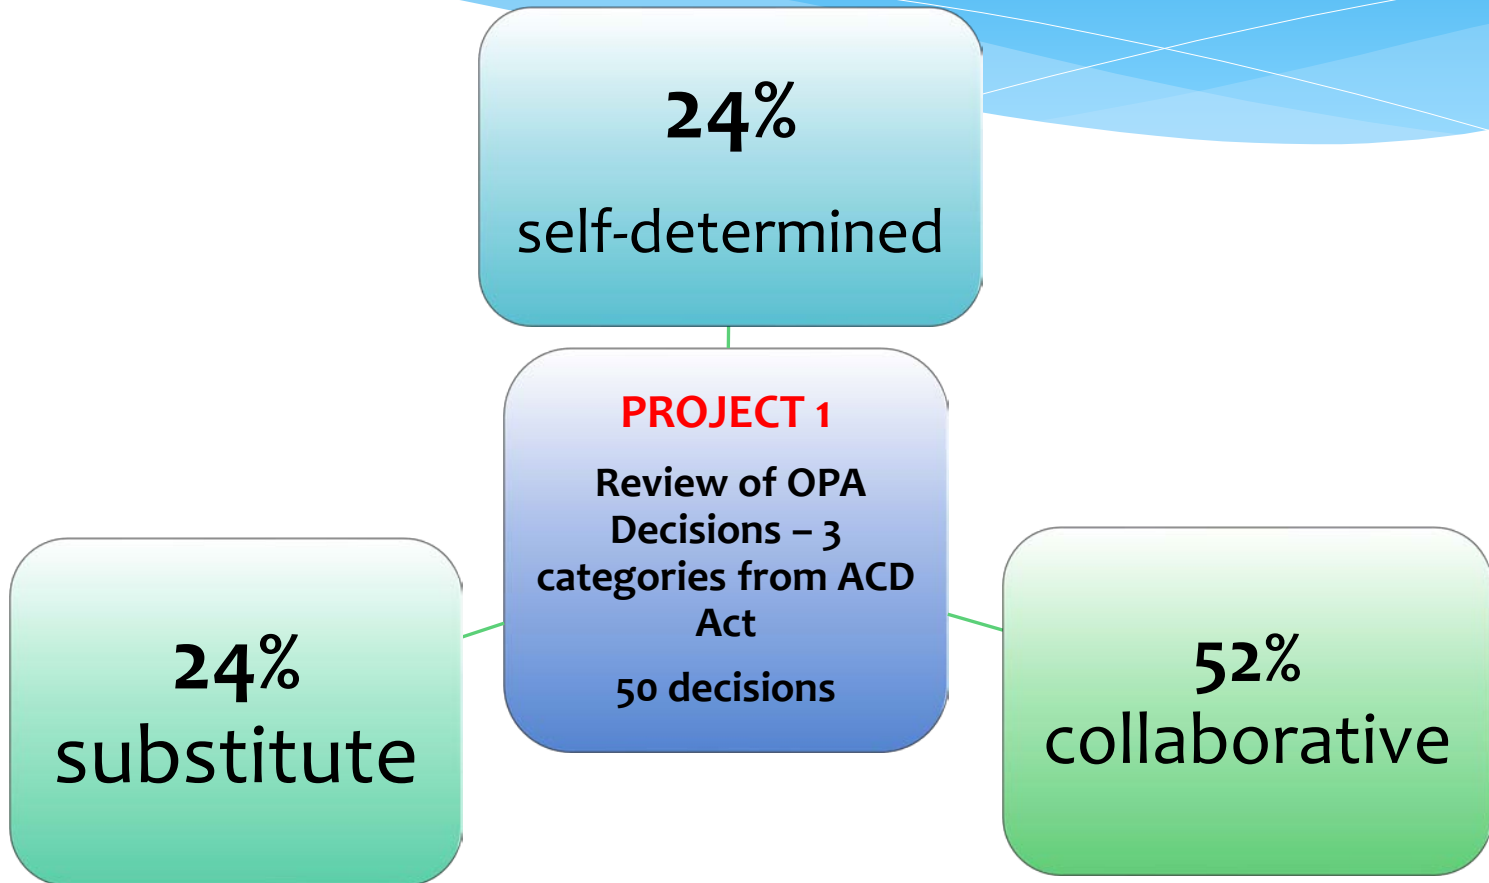 24%
self-determined
PROJECT 1
Review of OPA
Decisions – 3
categories from ACD
Act
50 decisions
24%
substitute
52%
collaborative